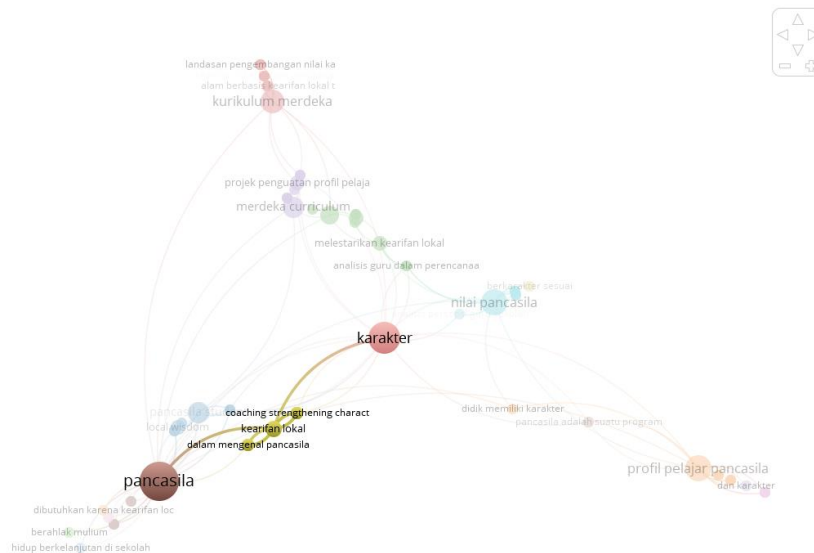 landasan pengembangan nilai ka
alam berbasis kearifan lokal t
kurikulum merdeka
projek penguatan profil pelaja
merdeka curriculum
melestarikan kearifan lokal
analisis guru dalam perencanaa
berkarakter sesuai
nilai pancasila
karakter
pancasila
coaching strengthening charact
local wisdom
kearifan lokal
dalam mengenal pancasila
didik memiliki karakter
pancasila adalah suatu program
profil pelajar pancasila
dan karakter
pancasila
dibutuhkan karena kearifan loc
berahlak mulium
hidup berkelanjutan di sekolah